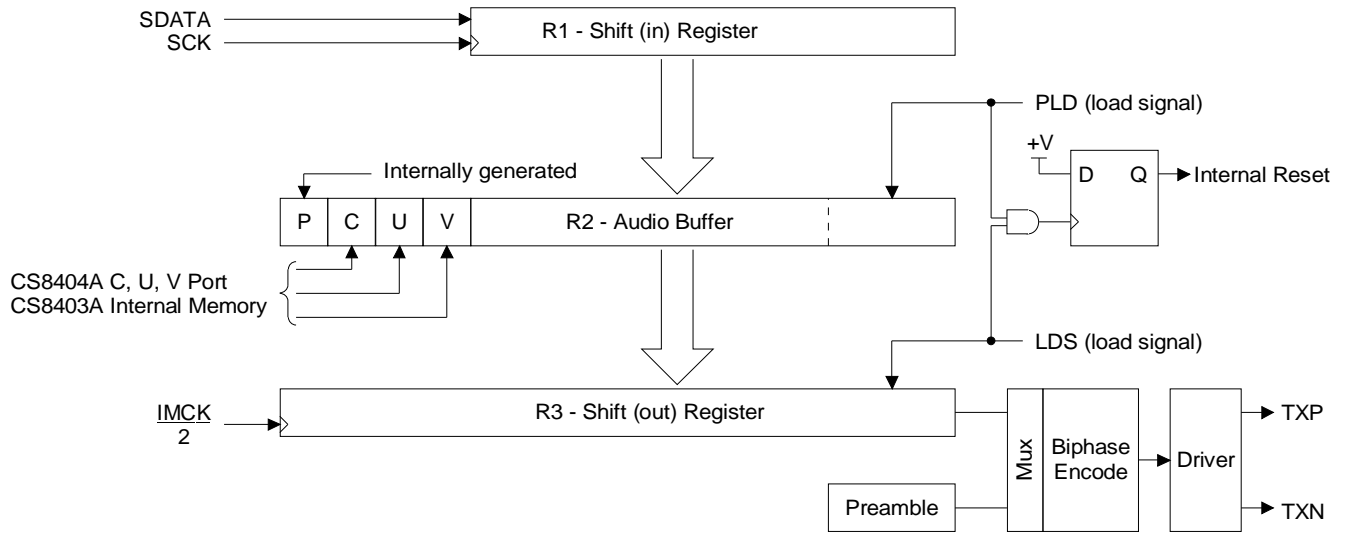 SDATA
SCK
R1 - Shift (in) Register
PLD (load signal)
+V
D Q
Internal Reset
Internally generated
P C U V
R2 - Audio Buffer
CS8404A C, U, V Port
CS8403A Internal Memory
LDS (load signal)
IMCK
2
R3 - Shift (out) Register
Mux
Biphase
Encode
Driver
TXP
TXN
Preamble